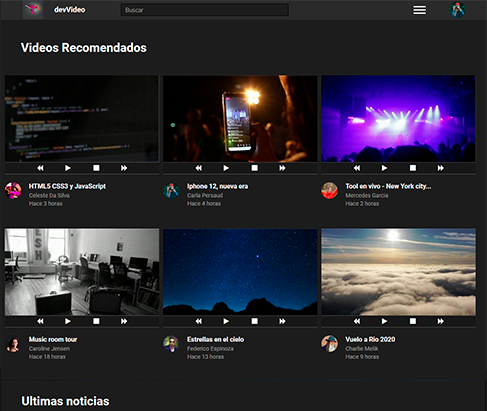 devVideo
Buscar
Videos Recomendados
HTML5 CSS3 y JavaScript
Celeste Da Silva
Hace 3 horas
Iphone 12, nueva era
Carla Persaud
Hace 4 horas
Tool en vivo - New York city...
Mercedes Garcia
Hace 2 horas
Music room tour
Caroline Jensen
Hace 18 horas
Estrellas en el cielo
Federico Espinoza
Hace 13 horas
Vuelo a Rio 2020
Charlie Melik
Hace 9 horas
Ultimas noticias